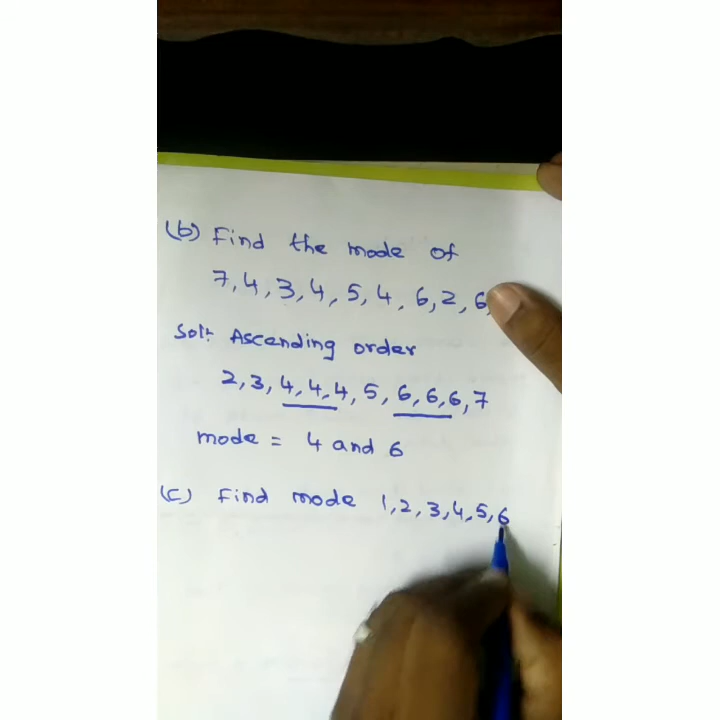 (b) Find the mode of
7,4,3,4,5,4,6,2,6,
Sol:- Ascending order
2,3,4,4,4,5,6,6,6,7
mode = 4 and 6
(c) Find mode 1,2,3,4,5,6